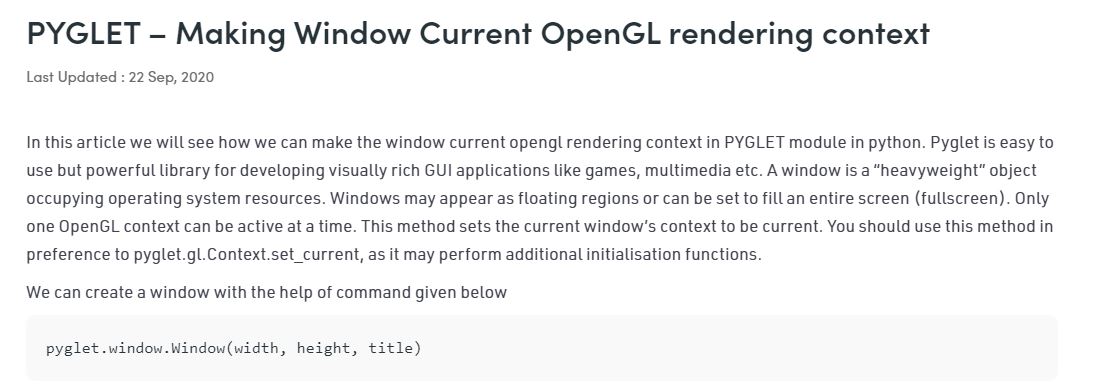 PYGLET – Making Window Current OpenGL rendering context
Last Updated : 22 Sep, 2020
In this article we will see how we can make the window current opengl rendering context in PYGLET module in python. Pyglet is easy to
use but powerful library for developing visually rich GUI applications like games, multimedia etc. A window is a “heavyweight” object
occupying operating system resources. Windows may appear as floating regions or can be set to fill an entire screen (fullscreen). Only
one OpenGL context can be active at a time. This method sets the current window’s context to be current. You should use this method in
preference to pyglet.gl.Context.set_current, as it may perform additional initialisation functions.
We can create a window with the help of command given below
pyglet.window.Window(width, height, title)